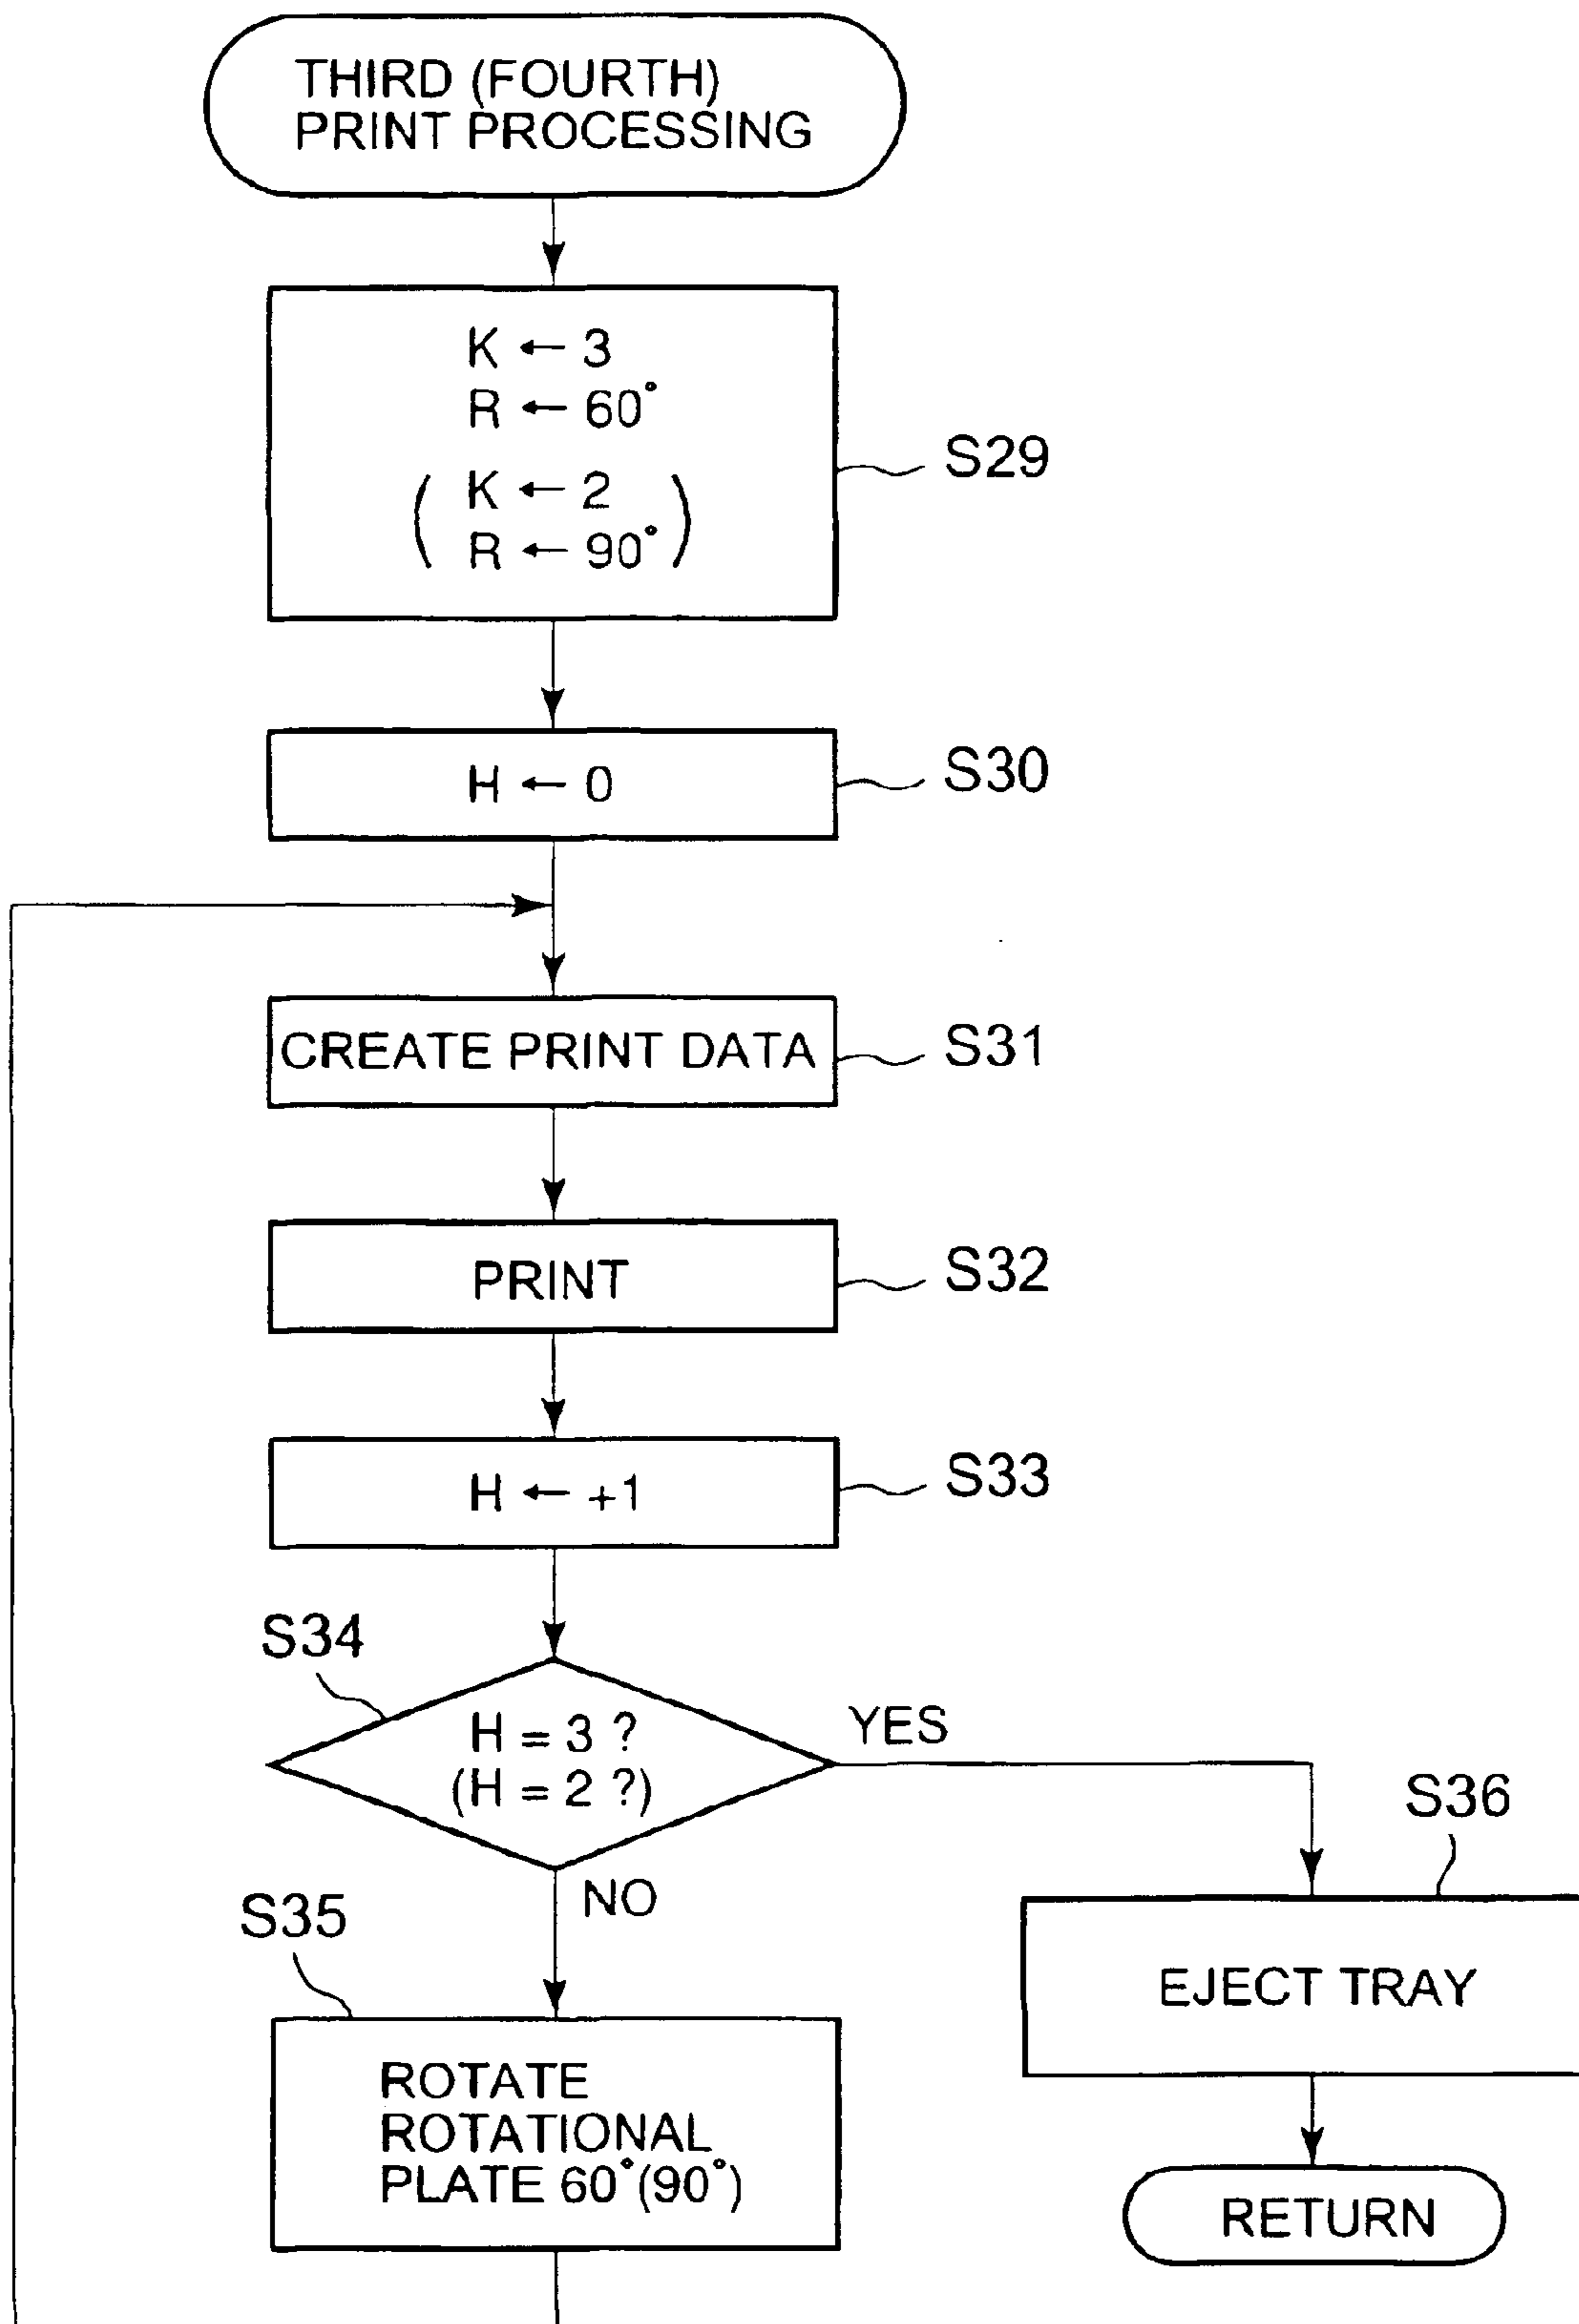 THIRD (FOURTH)
PRINT PROCESSING
K ← 3
R ← 60°
( K ← 2
R ← 90° )
S29
H ← 0
S30
CREATE PRINT DATA
S31
PRINT
S32
H ← +1
S33
S34
H = 3 ?
(H = 2 ?)
YES
NO
S35
ROTATE
ROTATIONAL
PLATE 60°(90°)
S36
EJECT TRAY
RETURN